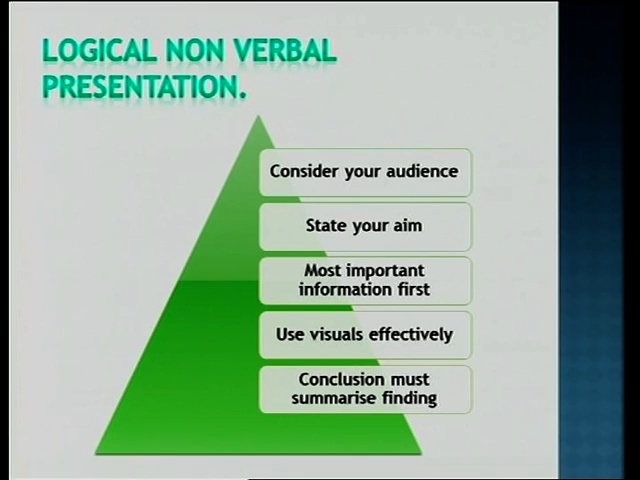 LOGICAL NON VERBAL
PRESENTATION.
Consider your audience
State your aim
Most important
information first
Use visuals effectively
Conclusion must
summarise finding